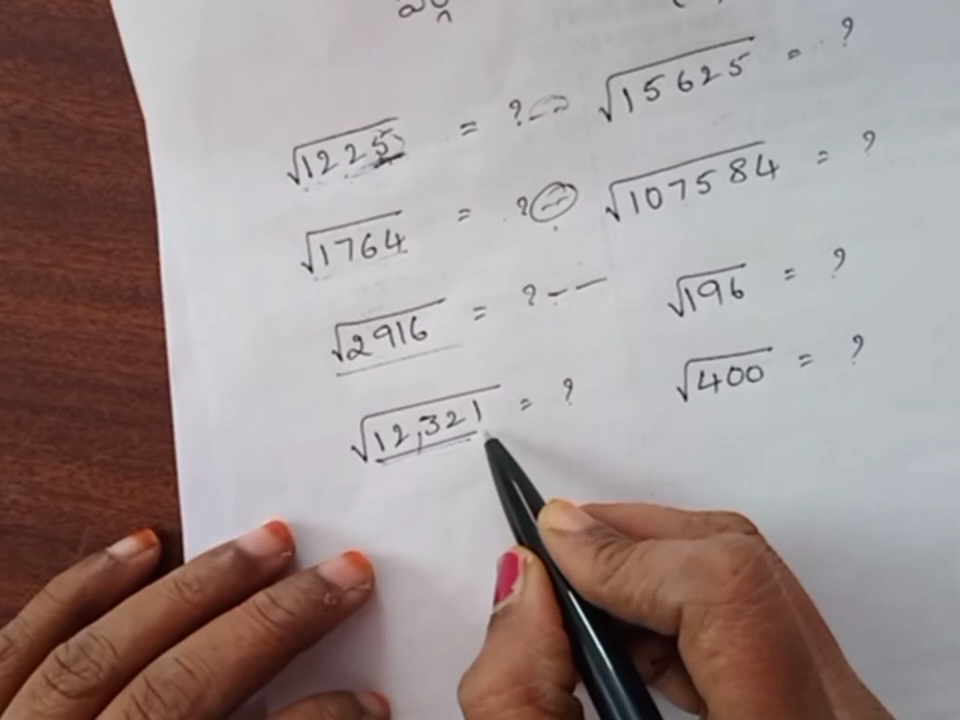 √1225 = ? -- √15625 = ?
√1764 = ? -- √107584 = ?
√2916 = ? -- √196 = ?
√12,321 = ? √400 = ?